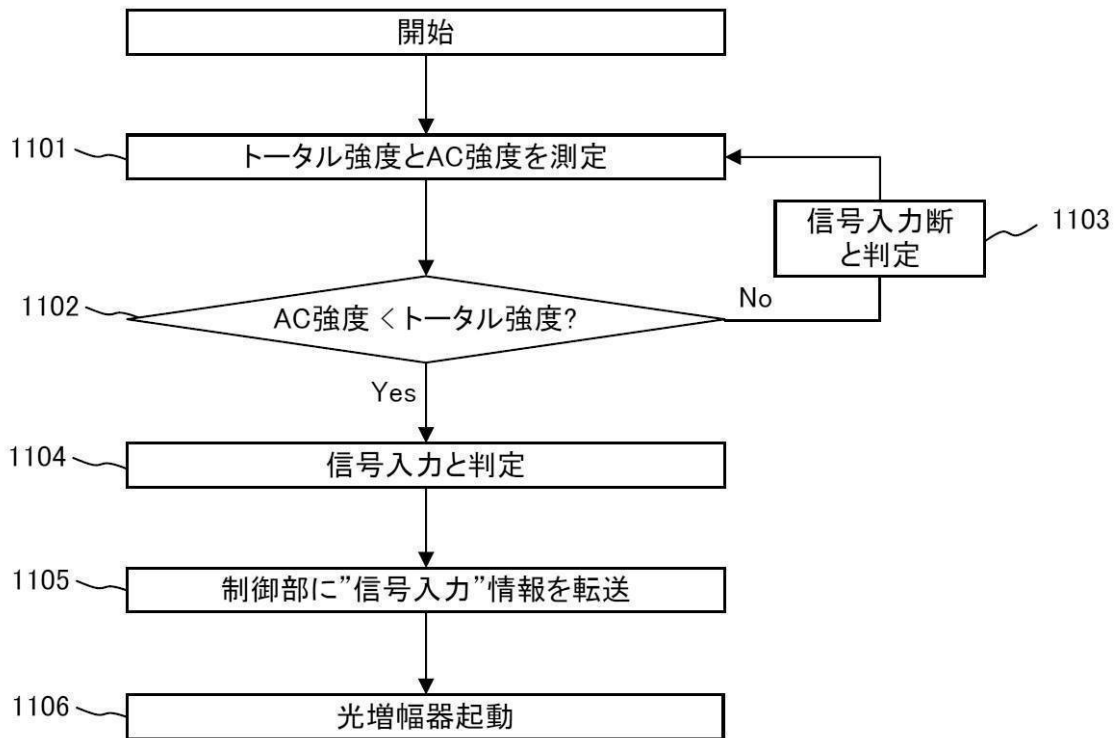 開始
1101
トータル強度とAC強度を測定
信号入力断
と判定
1103
1102
AC強度 < トータル強度?
No
Yes
1104
信号入力と判定
1105
制御部に”信号入力”情報を転送
1106
光増幅器起動